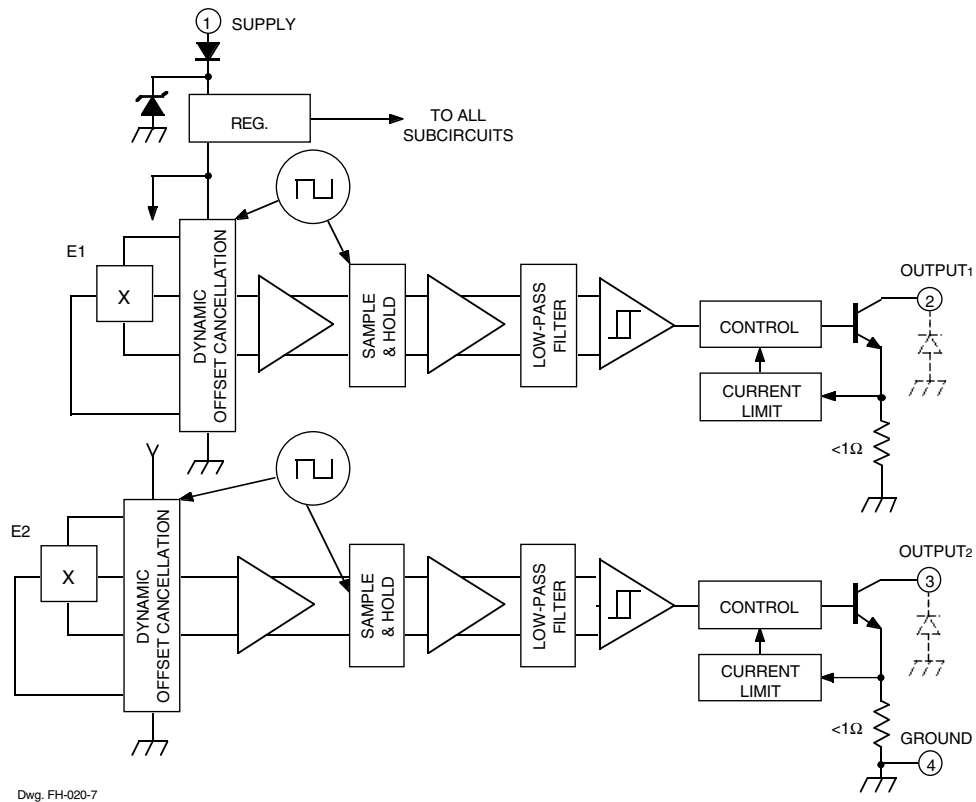 1 SUPPLY
REG.
TO ALL
SUBCIRCUITS
E1
X
DYNAMIC
OFFSET CANCELLATION
SAMPLE
& HOLD
LOW-PASS
FILTER
CONTROL
CURRENT
LIMIT
OUTPUT1
2
<1Ω
E2
X
DYNAMIC
OFFSET CANCELLATION
SAMPLE
& HOLD
LOW-PASS
FILTER
CONTROL
CURRENT
LIMIT
OUTPUT2
3
<1Ω
GROUND
4
Dwg. FH-020-7